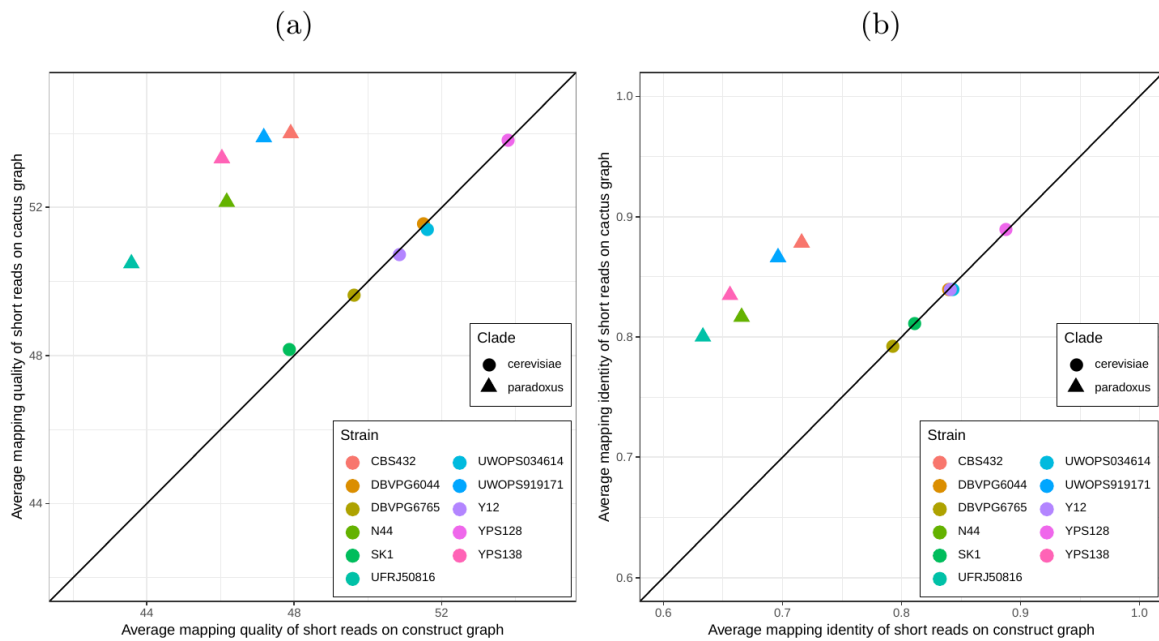 (a)
Average mapping quality of short reads on cactus graph
52
48
44
44
48
52
Average mapping quality of short reads on construct graph
Clade
cerevisiae
paradoxus
Strain
CBS432
DBVPG6044
DBVPG6765
N44
SK1
UFRJ50816
UWOPS034614
UWOPS919171
Y12
YPS128
YPS138
(b)
Average mapping identity of short reads on cactus graph
1.0
0.9
0.8
0.7
0.6
0.6
0.7
0.8
0.9
1.0
Average mapping identity of short reads on construct graph
Clade
cerevisiae
paradoxus
Strain
CBS432
DBVPG6044
DBVPG6765
N44
SK1
UFRJ50816
UWOPS034614
UWOPS919171
Y12
YPS128
YPS138